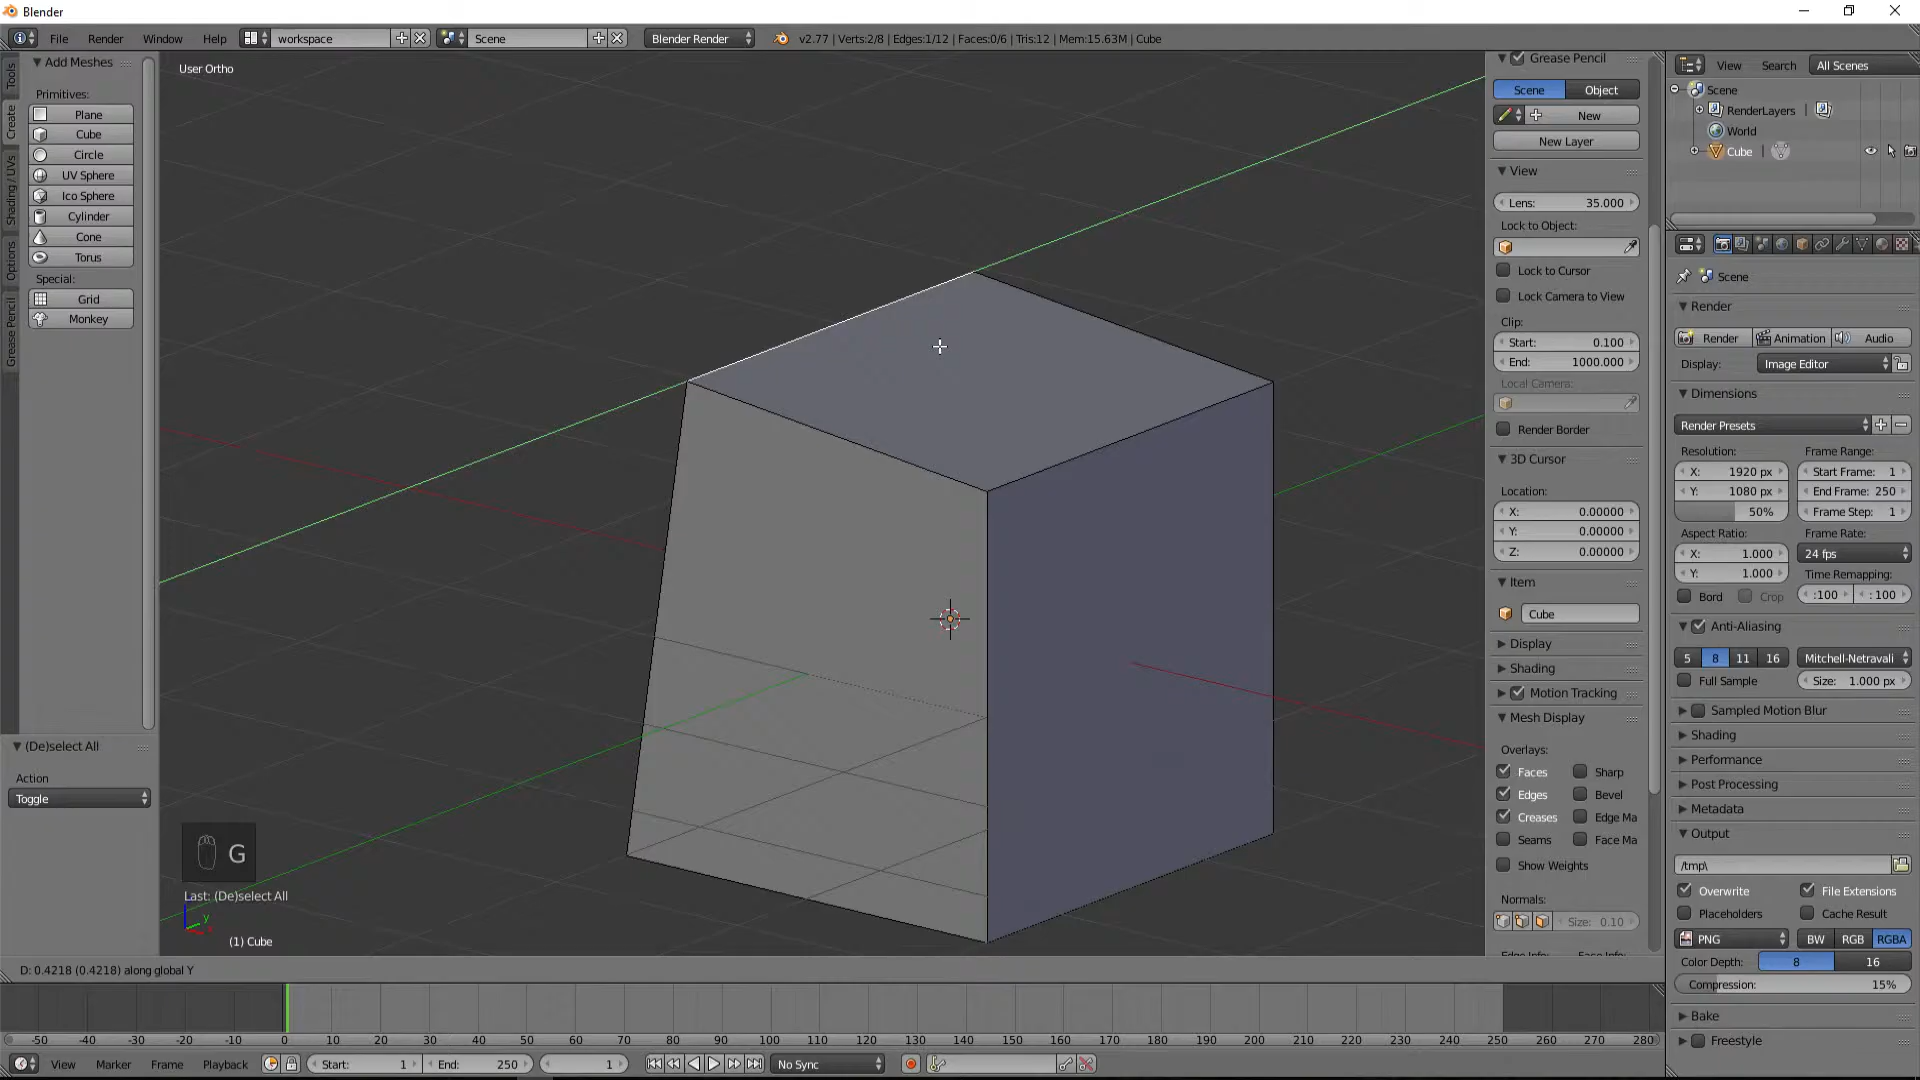 Blender
File Render Window Help workspace Scene Blender Render v2.77 | Verts:2/8 | Edges:1/12 | Faces:0/6 | Tris:12 | Mem:15.63M | Cube
Tools
Create
Shading / UVs
Options
Grease Pencil
Add Meshes
Primitives:
Plane
Cube
Circle
UV Sphere
Ico Sphere
Cylinder
Cone
Torus
Special:
Grid
Monkey
(De)select All
Action
Toggle
User Ortho
G
Last: (De)select All
y
(1) Cube
D: 0.4218 (0.4218) along global Y
Grease Pencil
Scene Object
New
New Layer
View
Lens: 35.000
Lock to Object:
Lock to Cursor
Lock Camera to View
Clip:
Start: 0.100
End: 1000.000
Local Camera:
Render Border
3D Cursor
Location:
X: 0.00000
Y: 0.00000
Z: 0.00000
Item
Cube
Display
Shading
Motion Tracking
Mesh Display
Overlays:
Faces Sharp
Edges Bevel
Creases Edge Ma
Seams Face Ma
Show Weights
Normals:
Size: 0.10
View Search All Scenes
Scene
RenderLayers |
World
Cube |
Scene
Render
Render Animation Audio
Display: Image Editor
Dimensions
Render Presets
Resolution: Frame Range:
X: 1920 px Start Frame: 1
Y: 1080 px End Frame: 250
50% Frame Step: 1
Aspect Ratio: Frame Rate:
X: 1.000 24 fps
Y: 1.000 Time Remapping:
Bord Crop :100 : 100
Anti-Aliasing
5 8 11 16 Mitchell-Netravali
Full Sample Size: 1.000 px
Sampled Motion Blur
Shading
Performance
Post Processing
Metadata
Output
/tmp\
Overwrite File Extensions
Placeholders Cache Result
PNG BW RGB RGBA
Color Depth: 8 16
Compression: 15%
Bake
Freestyle
-50 -40 -30 -20 -10 0 10 20 30 40 50 60 70 80 90 100 110 120 130 140 150 160 170 180 190 200 210 220 230 240 250 260 270 280
View Marker Frame Playback Start: 1 End: 250 1 No Sync